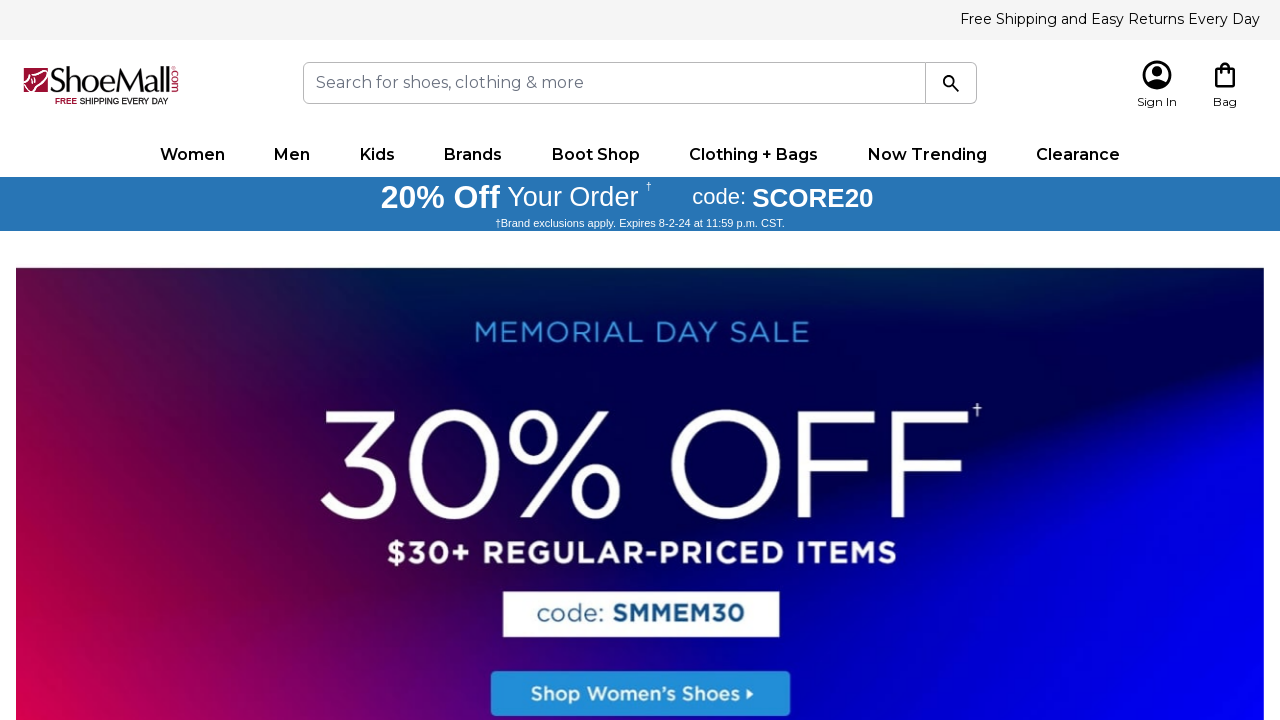 Free Shipping and Easy Returns Every Day
ShoeMall.com
FREE SHIPPING EVERY DAY
Search for shoes, clothing & more
Sign In
Bag
Women Men Kids Brands Boot Shop Clothing + Bags Now Trending Clearance
20% Off Your Order † code: SCORE20
†Brand exclusions apply. Expires 8-2-24 at 11:59 p.m. CST.
MEMORIAL DAY SALE
30% OFF†
$30+ REGULAR-PRICED ITEMS
code: SMMEM30
Shop Women's Shoes